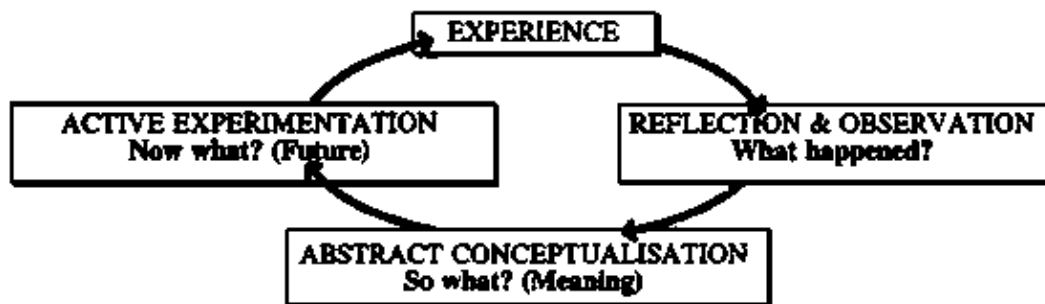 EXPERIENCE
ACTIVE EXPERIMENTATION
Now what? (Future)
REFLECTION & OBSERVATION
What happened?
ABSTRACT CONCEPTUALISATION
So what? (Meaning)